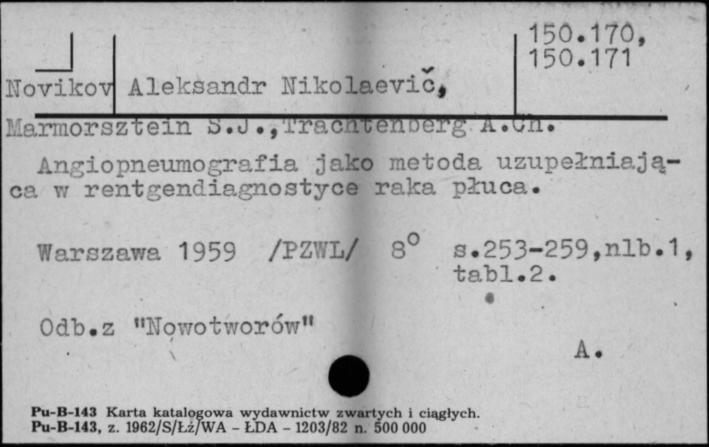 150.170,
150.171
Novikov Aleksandr Nikolaevič,
Marmorsztein S.J.,Trachtenberg A.Ch.
Angiopneumografia jako metoda uzupełniają-
ca w rentgendiagnostyce raka płuca.
Warszawa 1959 /PZWL/ 8° s.253-259,nlb.1,
tabl.2.
Odb.z "Nowotworów"
A.
Pu-B-143 Karta katalogowa wydawnictw zwartych i ciągłych.
Pu-B-143, z. 1962/S/Łź/WA - ŁDA - 1203/82 n. 500 000